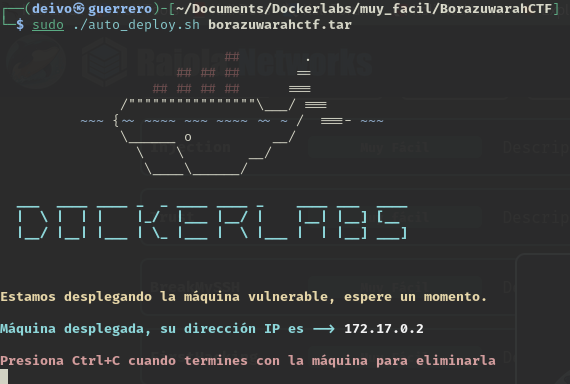 ┌──(deivo㉿guerrero)-[~/Documents/Dockerlabs/muy_facil/BorazuwarahCTF]
└─$ sudo ./auto_deploy.sh borazuwarahctf.tar
DOCKERLABS
Estamos desplegando la máquina vulnerable, espere un momento.
Máquina desplegada, su dirección IP es --> 172.17.0.2
Presiona Ctrl+C cuando termines con la máquina para eliminarla